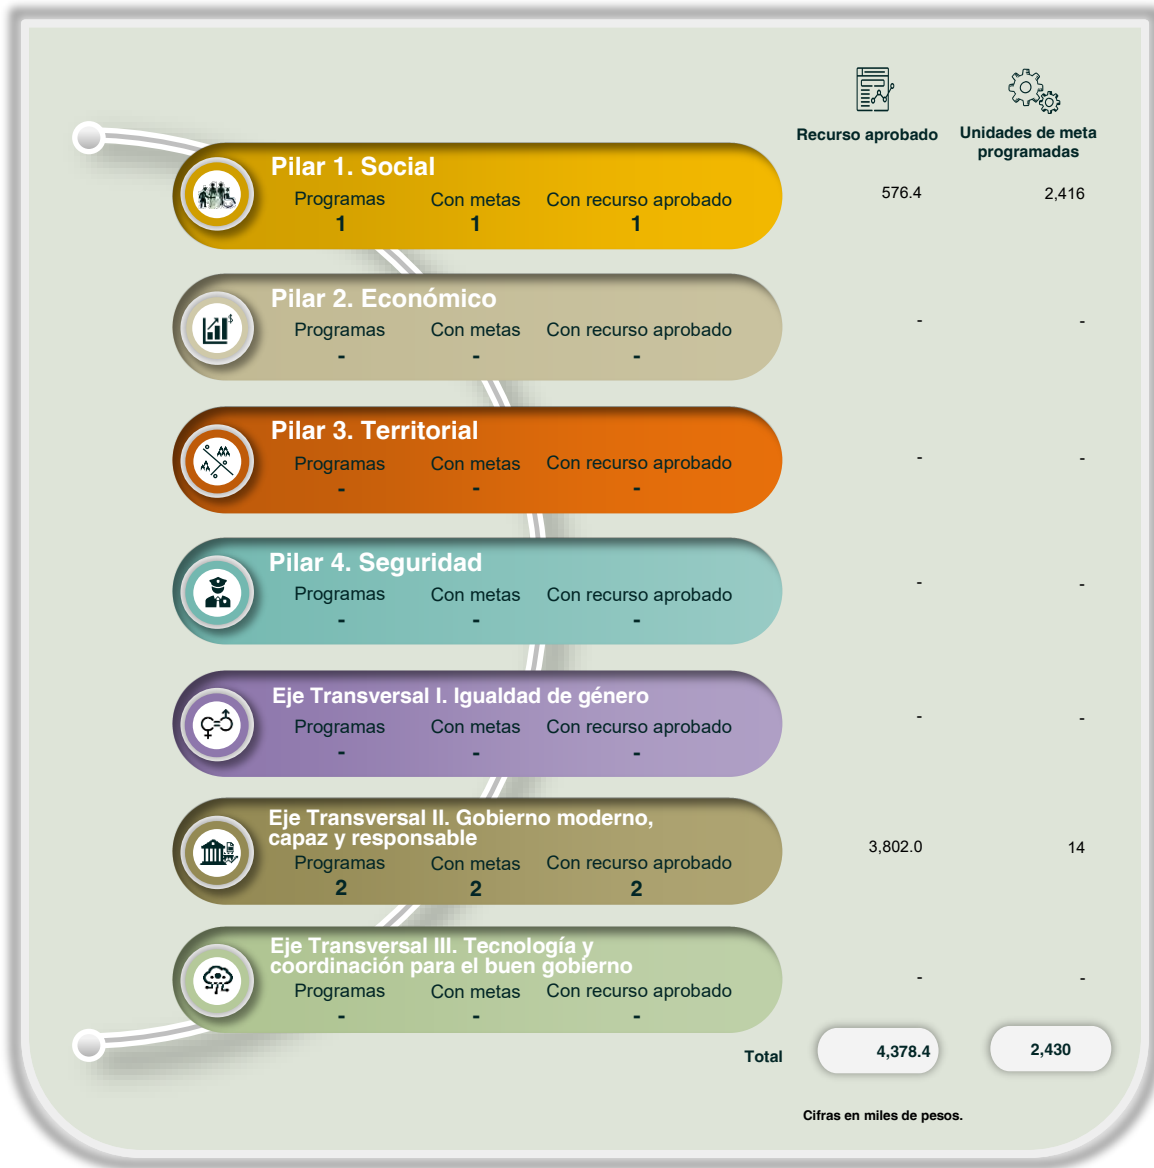 Recurso aprobado
Unidades de meta
programadas
Pilar 1. Social
Programas Con metas Con recurso aprobado
1 1 1
576.4 2,416
Pilar 2. Económico
Programas Con metas Con recurso aprobado
- - -
- -
Pilar 3. Territorial
Programas Con metas Con recurso aprobado
- - -
- -
Pilar 4. Seguridad
Programas Con metas Con recurso aprobado
- - -
- -
Eje Transversal I. Igualdad de género
Programas Con metas Con recurso aprobado
- - -
- -
Eje Transversal II. Gobierno moderno,
capaz y responsable
Programas Con metas Con recurso aprobado
2 2 2
3,802.0 14
Eje Transversal III. Tecnología y
coordinación para el buen gobierno
Programas Con metas Con recurso aprobado
- - -
- -
Total 4,378.4 2,430
Cifras en miles de pesos.